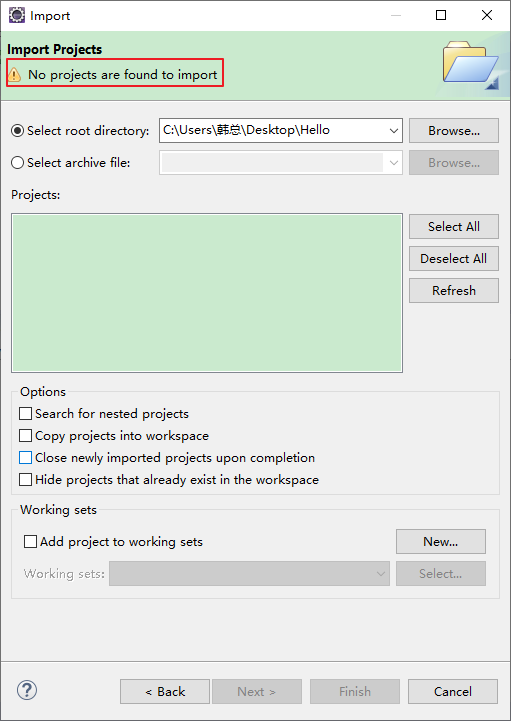 Import
Import Projects
No projects are found to import
Select root directory: C:\Users\韩总\Desktop\Hello Browse...
Select archive file: Browse...
Projects:
Select All
Deselect All
Refresh
Options
Search for nested projects
Copy projects into workspace
Close newly imported projects upon completion
Hide projects that already exist in the workspace
Working sets
Add project to working sets New...
Working sets: Select...
? < Back Next > Finish Cancel